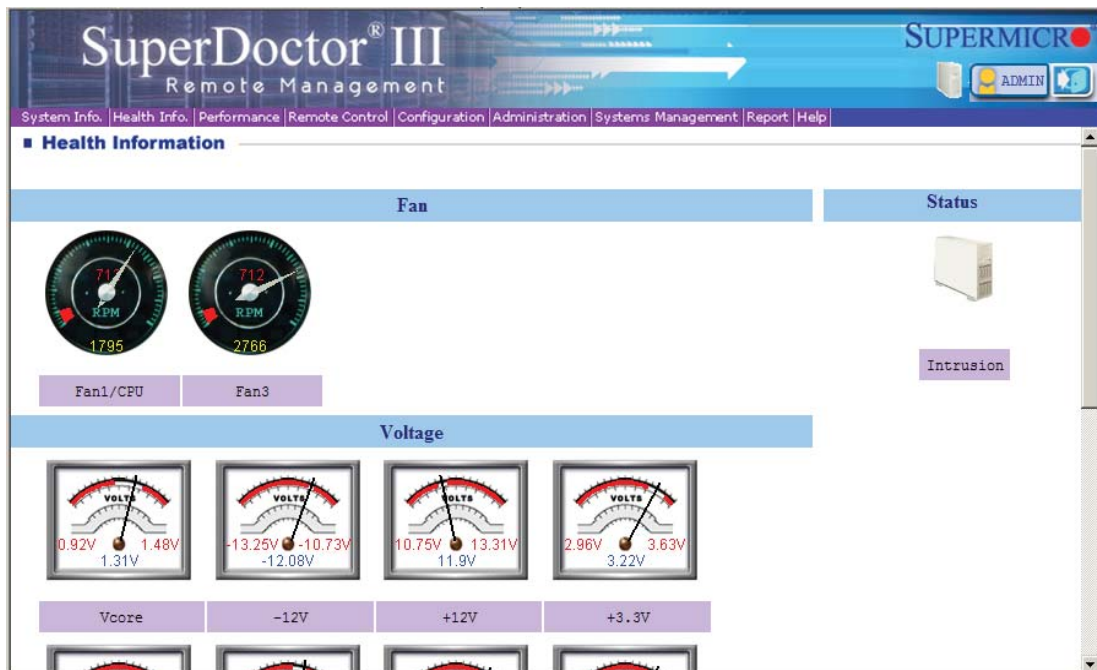 SuperDoctor® III
Remote Management
SUPERMICR
ADMIN
System Info. Health Info. Performance Remote Control Configuration Administration Systems Management Report Help
Health Information
Fan
Status
712
RPM
1795
712
RPM
2766
Fan1/CPU
Fan3
Intrusion
Voltage
VOLTS
0.92V 1.48V
1.31V
VOLTS
-13.25V -10.73V
-12.08V
VOLTS
10.75V 13.31V
11.9V
VOLTS
2.96V 3.63V
3.22V
Vcore
-12V
+12V
+3.3V